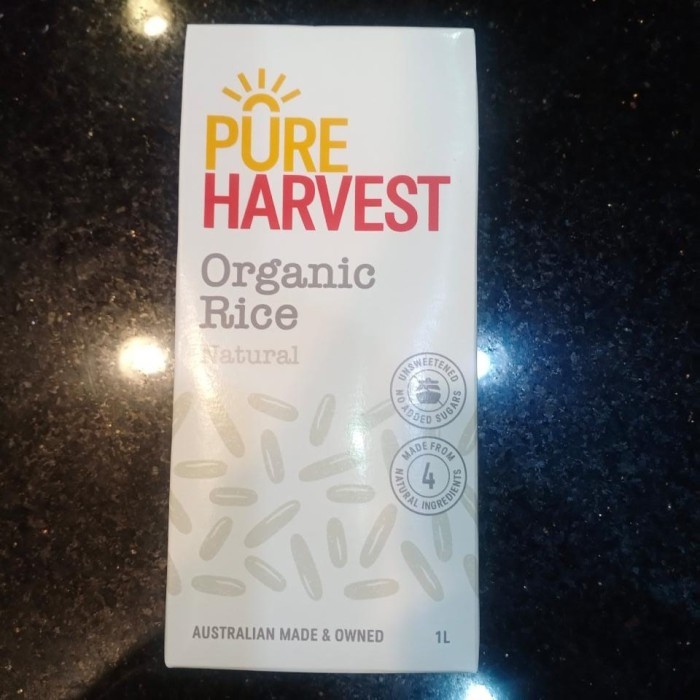 PURE
HARVEST
Organic
Rice
Natural
UNSWEETENED
NO ADDED SUGARS
MADE FROM
4
NATURAL INGREDIENTS
AUSTRALIAN MADE & OWNED
1L